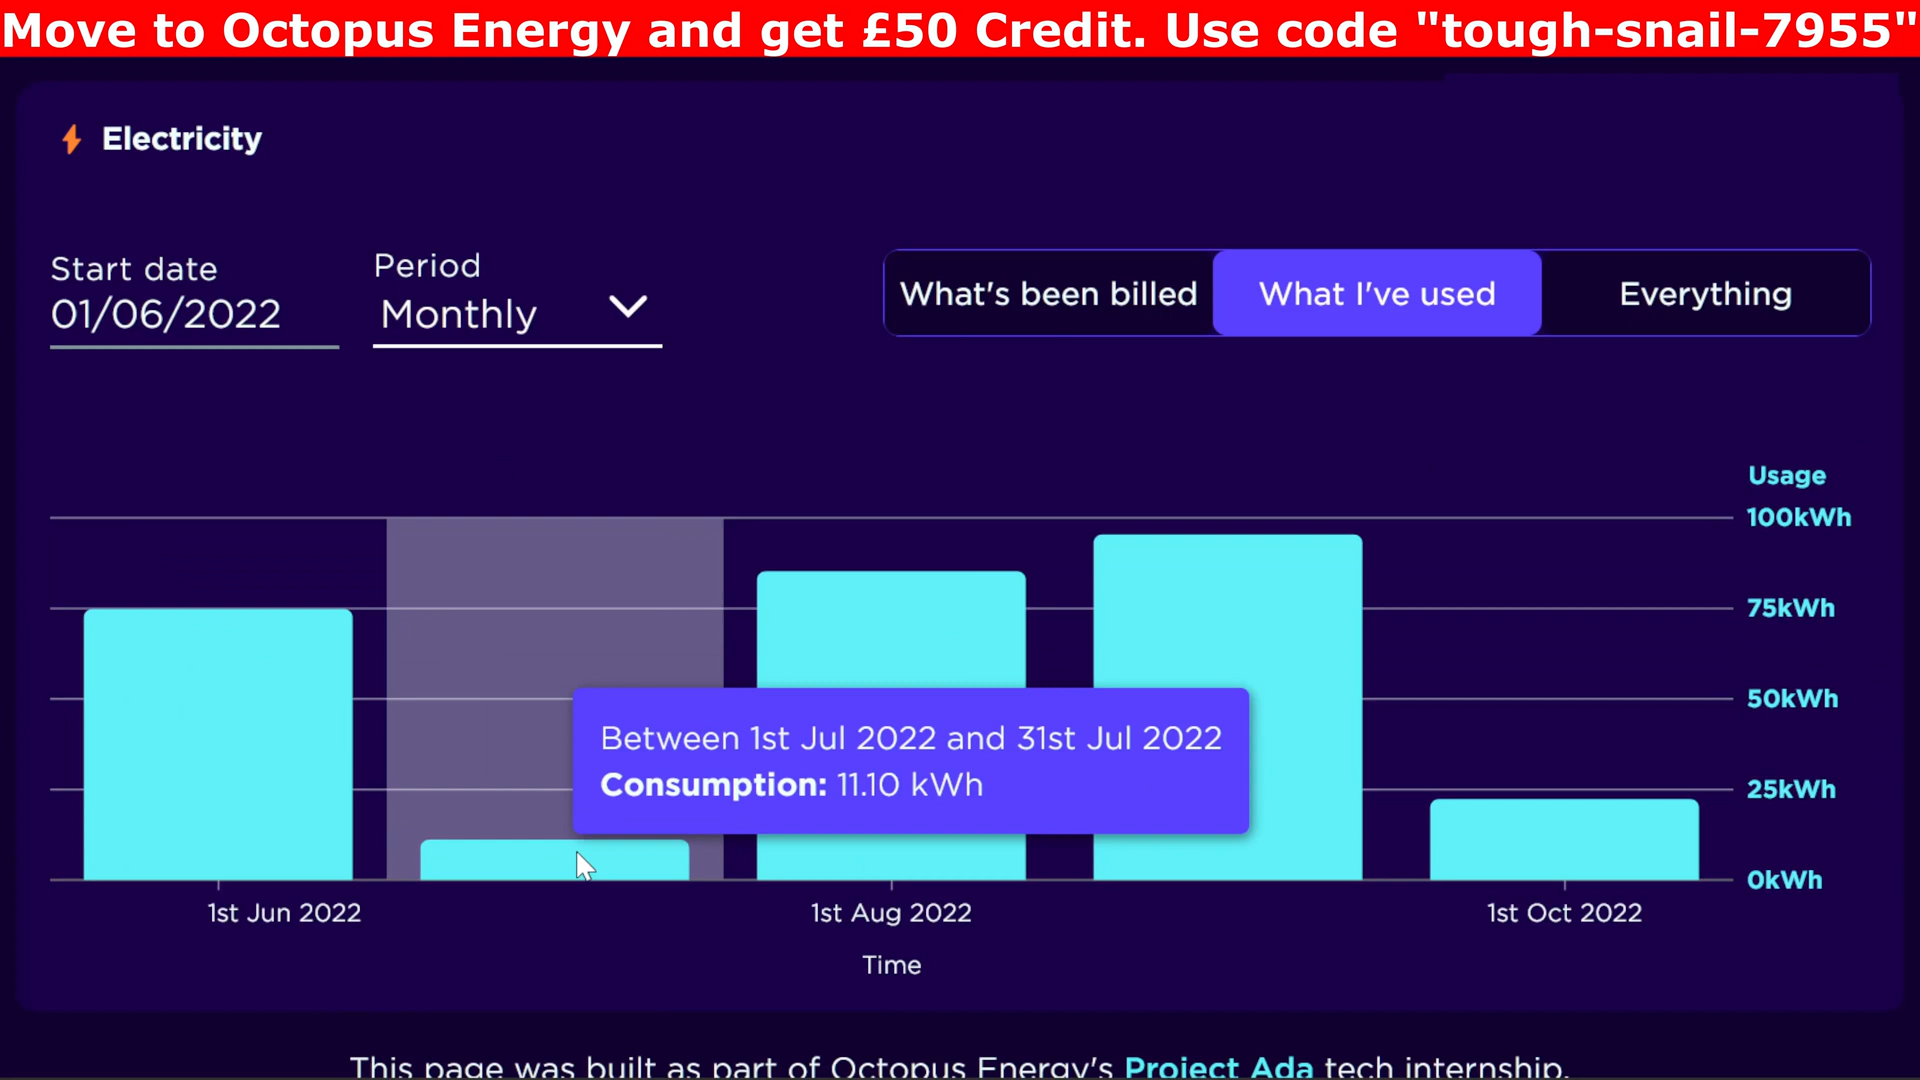 Move to Octopus Energy and get £50 Credit. Use code "tough-snail-7955"
Electricity
Start date
01/06/2022
Period
Monthly
What's been billed
What I've used
Everything
Usage
100kWh
75kWh
50kWh
25kWh
0kWh
Between 1st Jul 2022 and 31st Jul 2022
Consumption: 11.10 kWh
1st Jun 2022
1st Aug 2022
1st Oct 2022
Time
This page was built as part of Octopus Energy's Project Ada tech internship.